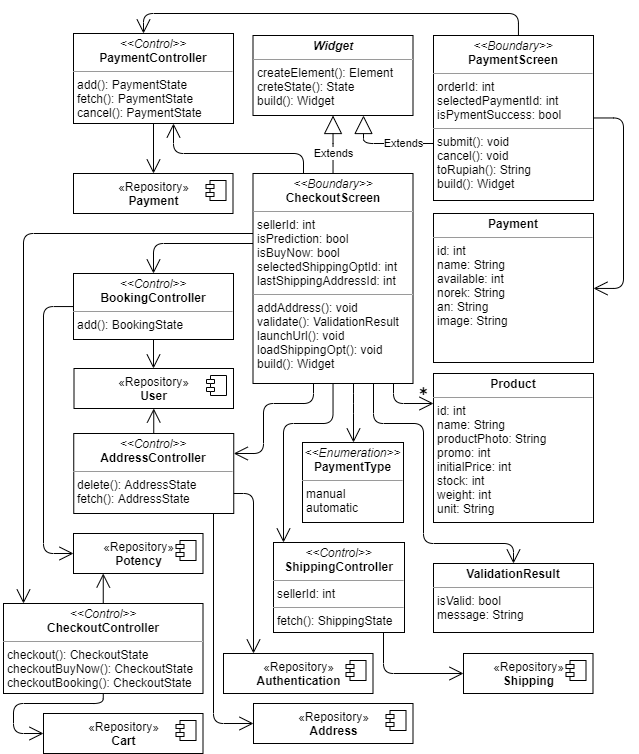 <<Control>>
PaymentController
add(): PaymentState
fetch(): PaymentState
cancel(): PaymentState
Widget
createElement(): Element
creteState(): State
build(): Widget
<<Boundary>>
PaymentScreen
orderId: int
selectedPaymentId: int
isPymentSuccess: bool
submit(): void
cancel(): void
toRupiah(): String
build(): Widget
Extends
Extends
«Repository»
Payment
<<Boundary>>
CheckoutScreen
sellerId: int
isPrediction: bool
isBuyNow: bool
selectedShippingOptId: int
lastShippingAddressId: int
addAddress(): void
validate(): ValidationResult
launchUrl(): void
loadShippingOpt(): void
build(): Widget
Payment
id: int
name: String
available: int
norek: String
an: String
image: String
<<Control>>
BookingController
add(): BookingState
«Repository»
User
*
Product
id: int
name: String
productPhoto: String
promo: int
initialPrice: int
stock: int
weight: int
unit: String
<<Control>>
AddressController
delete(): AddressState
fetch(): AddressState
<<Enumeration>>
PaymentType
manual
automatic
«Repository»
Potency
<<Control>>
ShippingController
sellerId: int
fetch(): ShippingState
ValidationResult
isValid: bool
message: String
<<Control>>
CheckoutController
checkout(): CheckoutState
checkoutBuyNow(): CheckoutState
checkoutBooking(): CheckoutState
«Repository»
Authentication
«Repository»
Shipping
«Repository»
Cart
«Repository»
Address